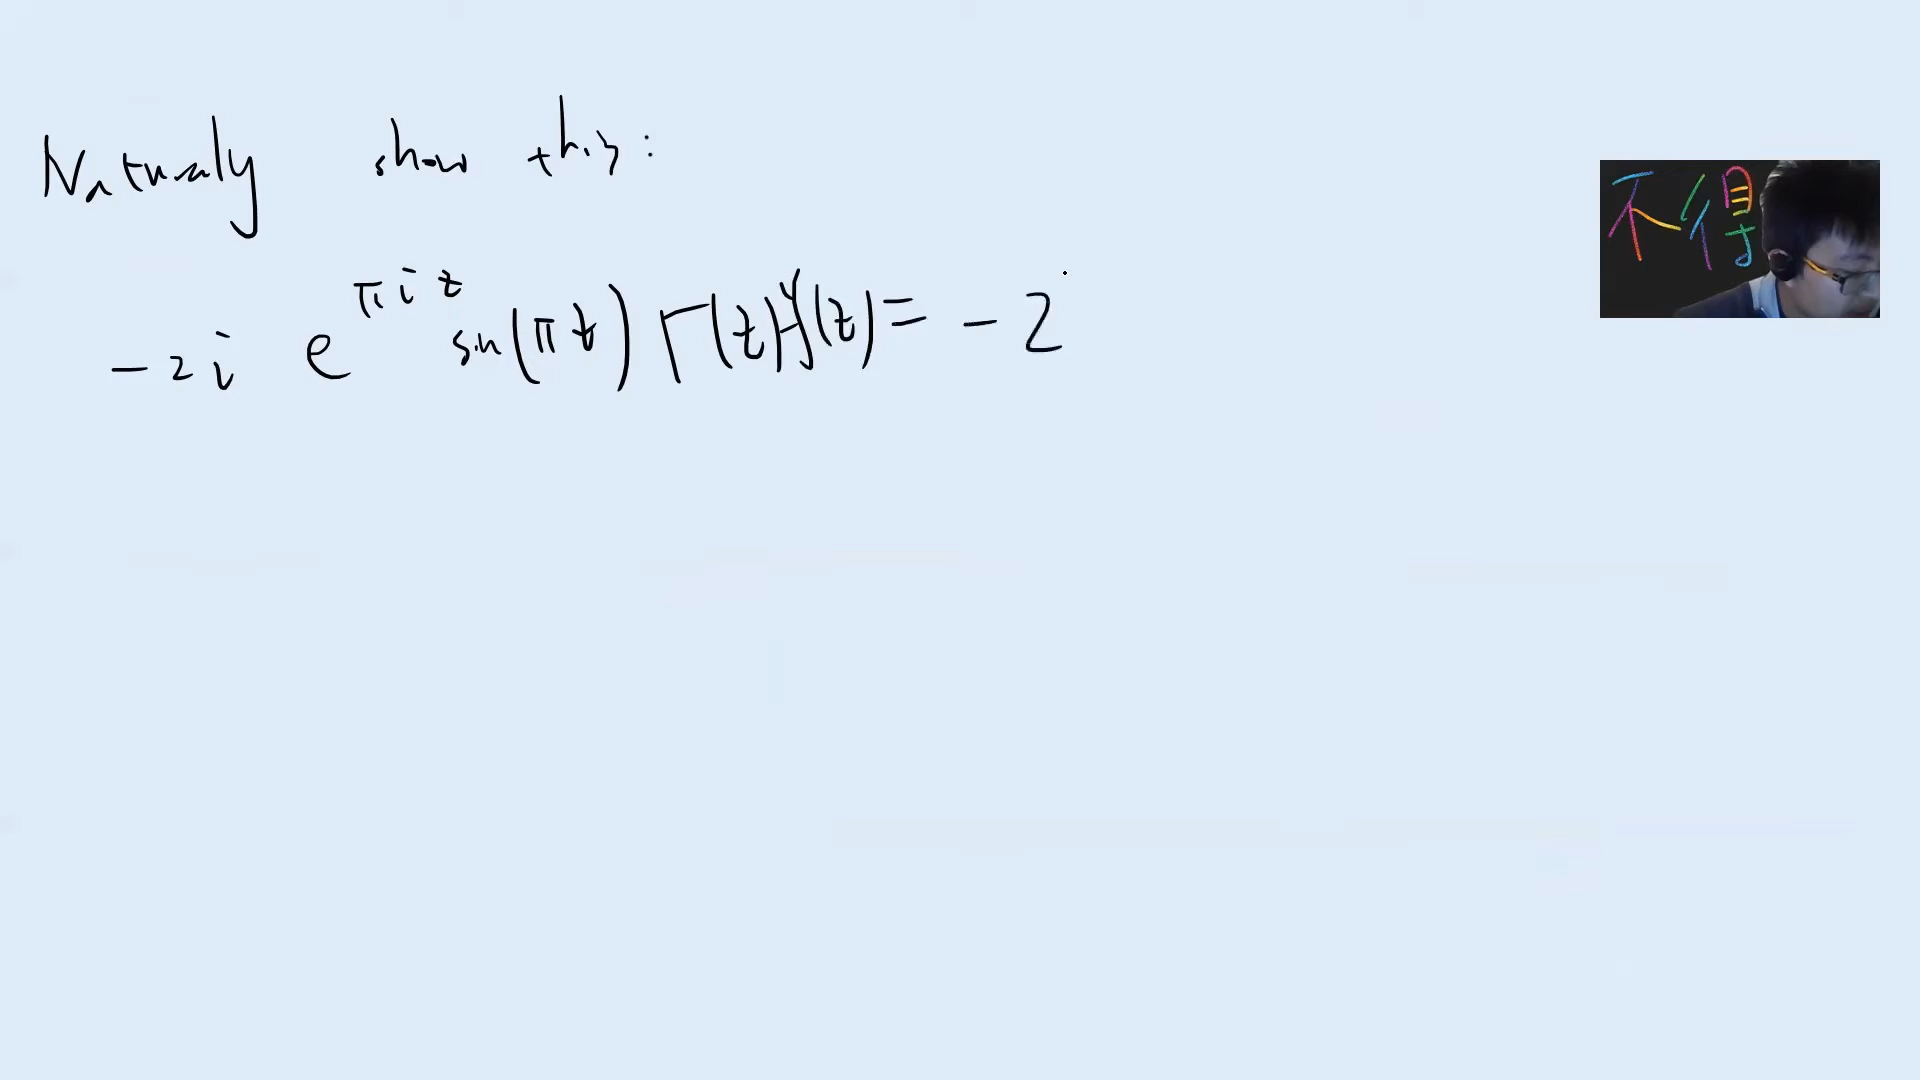 Naturaly show this:
-2i e^{πiz} sin(πz) Γ(z) ζ(z) = -2
不得